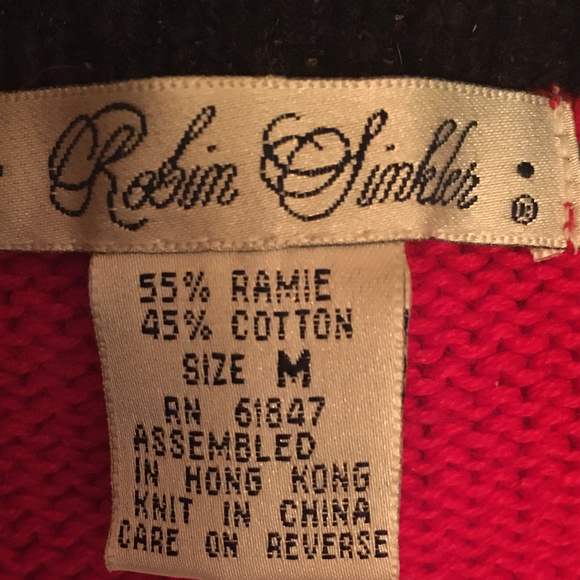 • Robin Sinkler • ®
55% RAMIE
45% COTTON
SIZE M
RN 61847
ASSEMBLED
IN HONG KONG
KNIT IN CHINA
CARE ON REVERSE